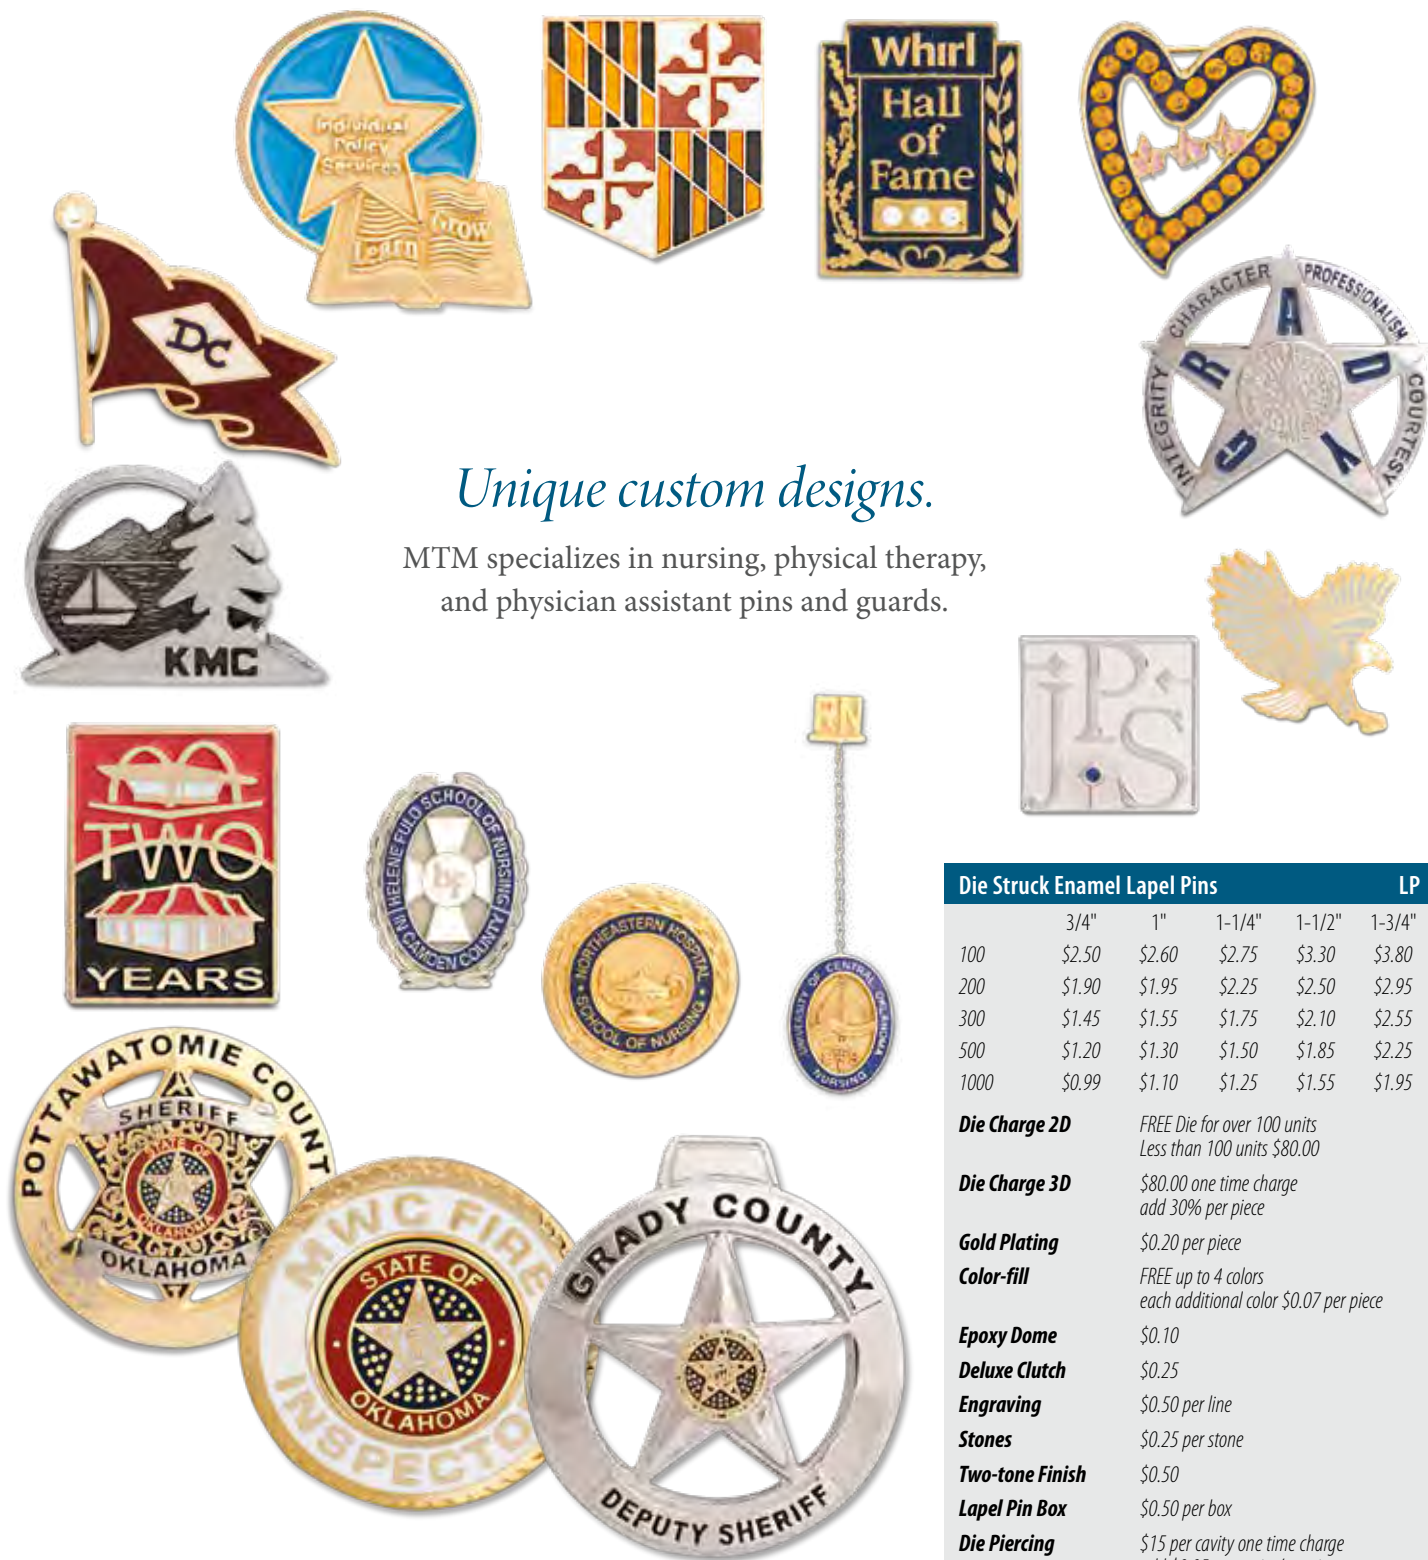 Individual
Policy
Services
Learn
Grow
Whirl
Hall
of
Fame
DC
CHARACTER
PROFESSIONALISM
INTEGRITY
COURTESY
GRADY
Unique custom designs.
MTM specializes in nursing, physical therapy,
and physician assistant pins and guards.
KMC
JPS
RN
TWO
YEARS
HELENE FULD SCHOOL OF NURSING
IN CAMDEN COUNTY
hf
NORTHEASTERN HOSPITAL
SCHOOL OF NURSING
UNIVERSITY OF CENTRAL OKLAHOMA
NURSING
POTTAWATOMIE COUNT
SHERIFF
STATE OF
OKLAHOMA
OKLAHOMA
MWC FIRE
STATE OF
OKLAHOMA
INSPECTO
GRADY COUNTY
DEPUTY SHERIFF
Die Struck Enamel Lapel Pins LP
3/4" 1" 1-1/4" 1-1/2" 1-3/4"
100 $2.50 $2.60 $2.75 $3.30 $3.80
200 $1.90 $1.95 $2.25 $2.50 $2.95
300 $1.45 $1.55 $1.75 $2.10 $2.55
500 $1.20 $1.30 $1.50 $1.85 $2.25
1000 $0.99 $1.10 $1.25 $1.55 $1.95
Die Charge 2D FREE Die for over 100 units
Less than 100 units $80.00
Die Charge 3D $80.00 one time charge
add 30% per piece
Gold Plating $0.20 per piece
Color-fill FREE up to 4 colors
each additional color $0.07 per piece
Epoxy Dome $0.10
Deluxe Clutch $0.25
Engraving $0.50 per line
Stones $0.25 per stone
Two-tone Finish $0.50
Lapel Pin Box $0.50 per box
Die Piercing $15 per cavity one time charge